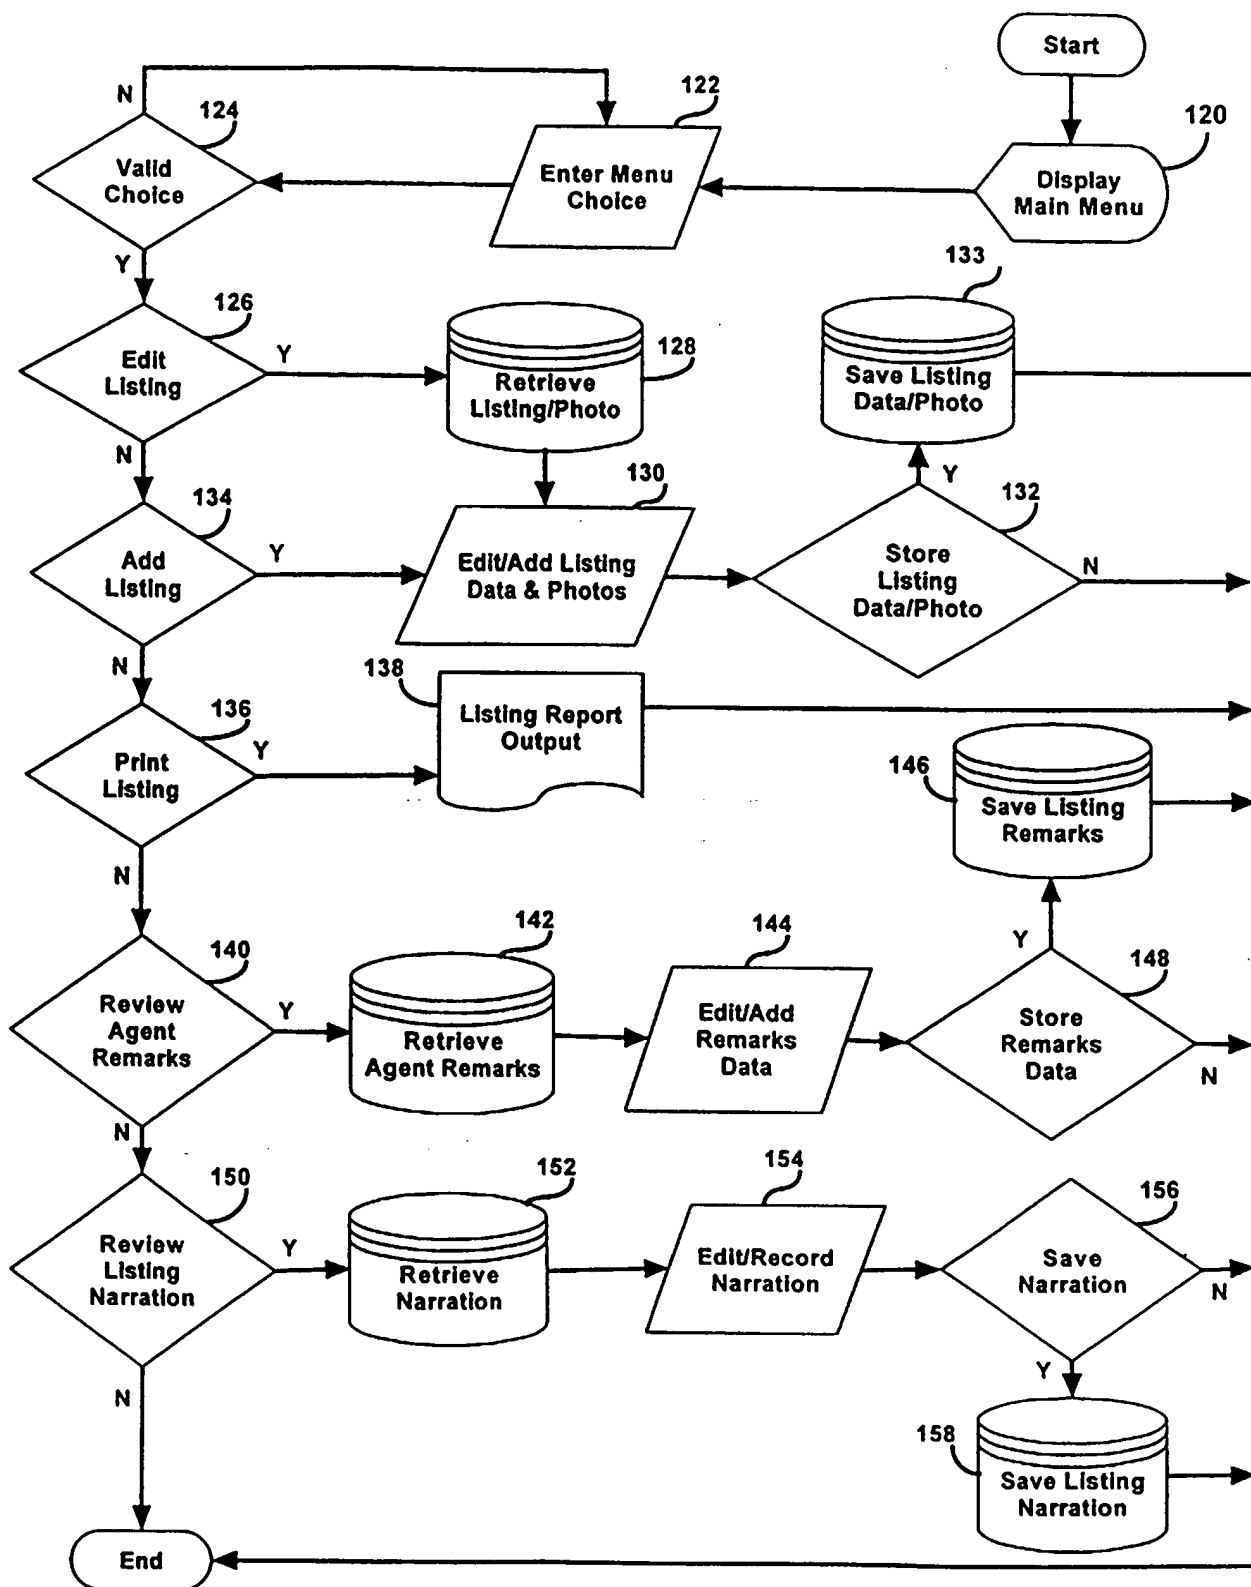 Start
N
124
122
120
Valid
Choice
Enter Menu
Choice
Display
Main Menu
Y
133
126
Edit
Listing
Y
128
Retrieve
Listing/Photo
Save Listing
Data/Photo
N
130
Y
132
134
Add
Listing
Y
Edit/Add Listing
Data & Photos
Store
Listing
Data/Photo
N
N
138
136
Print
Listing
Y
Listing Report
Output
146
Save Listing
Remarks
N
142
144
Y
140
148
Review
Agent
Remarks
Y
Retrieve
Agent Remarks
Edit/Add
Remarks
Data
Store
Remarks
Data
N
N
150
152
154
156
Review
Listing
Narration
Y
Retrieve
Narration
Edit/Record
Narration
Save
Narration
N
N
Y
158
Save Listing
Narration
End